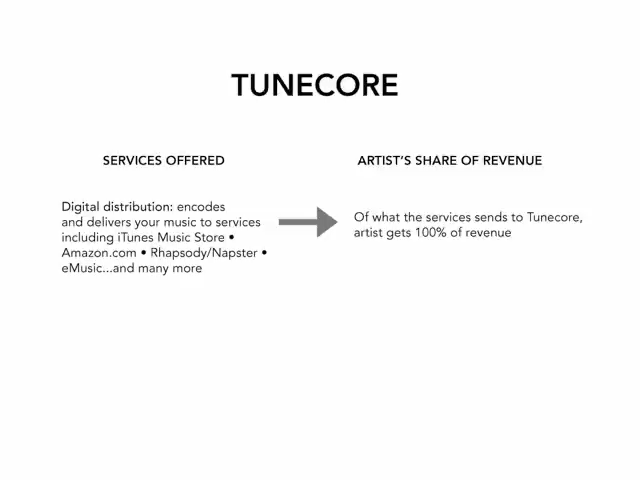 TUNECORE
SERVICES OFFERED
ARTIST'S SHARE OF REVENUE
Digital distribution: encodes
and delivers your music to services
including iTunes Music Store •
Amazon.com • Rhapsody/Napster •
eMusic...and many more
Of what the services sends to Tunecore,
artist gets 100% of revenue